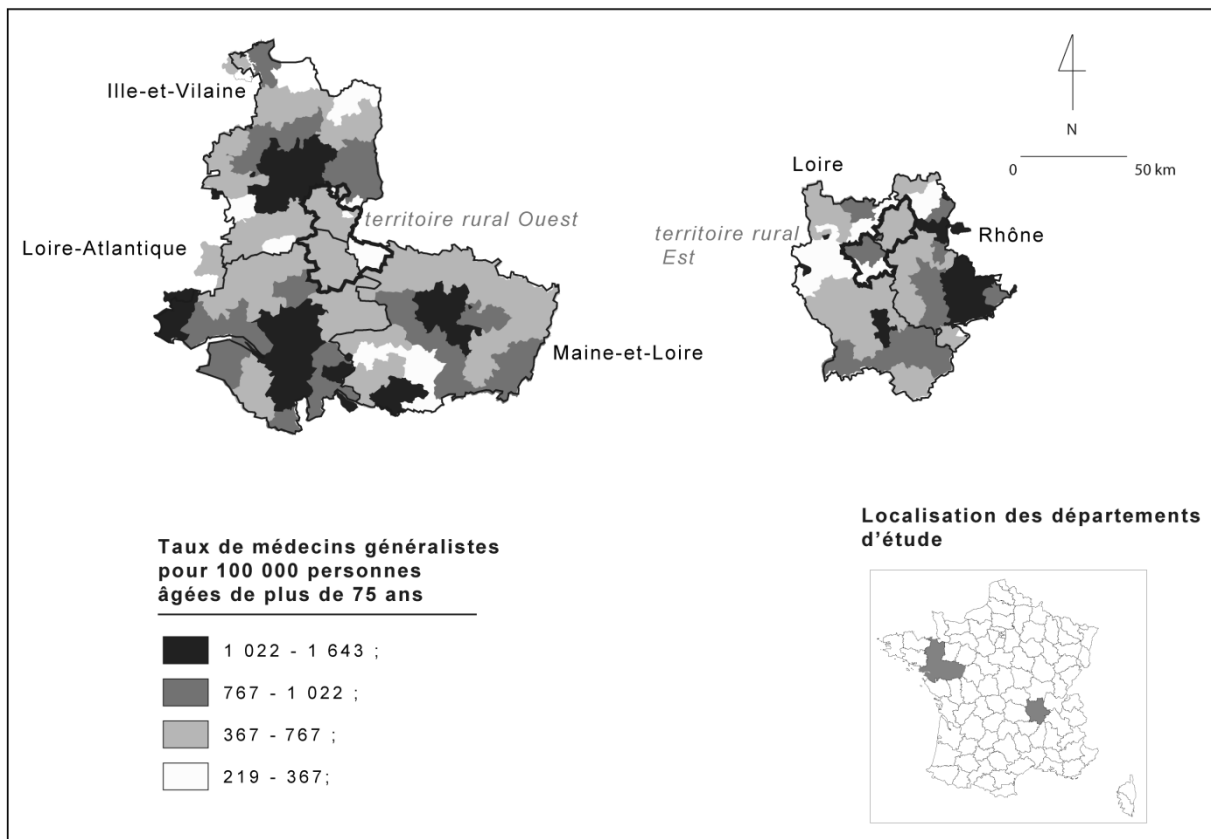 Ille-et-Vilaine
Loire-Atlantique
territoire rural Ouest
Maine-et-Loire
Loire
territoire rural
Est
Rhône
N
0 50 km
Taux de médecins généralistes
pour 100 000 personnes
âgées de plus de 75 ans
1 022 - 1 643 ;
767 - 1 022 ;
367 - 767 ;
219 - 367;
Localisation des départements
d'étude